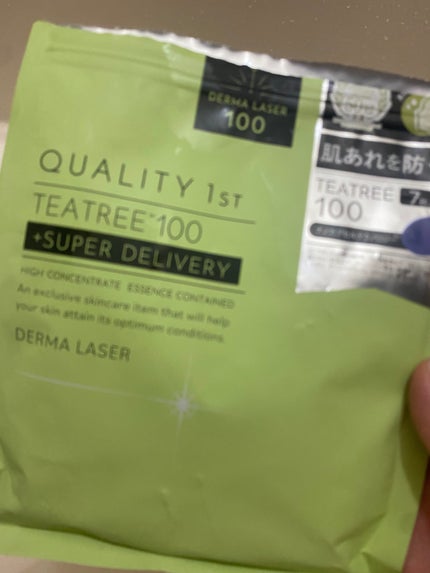 DERMA LASER
100
QUALITY 1ST
TEATREE 100
+SUPER DELIVERY
HIGH CONCENTRATE ESSENCE CONTAINED
An exclusive skincare item that will help
your skin attain its optimum conditions.
DERMA LASER
肌あれを防
TEATREE
100
7